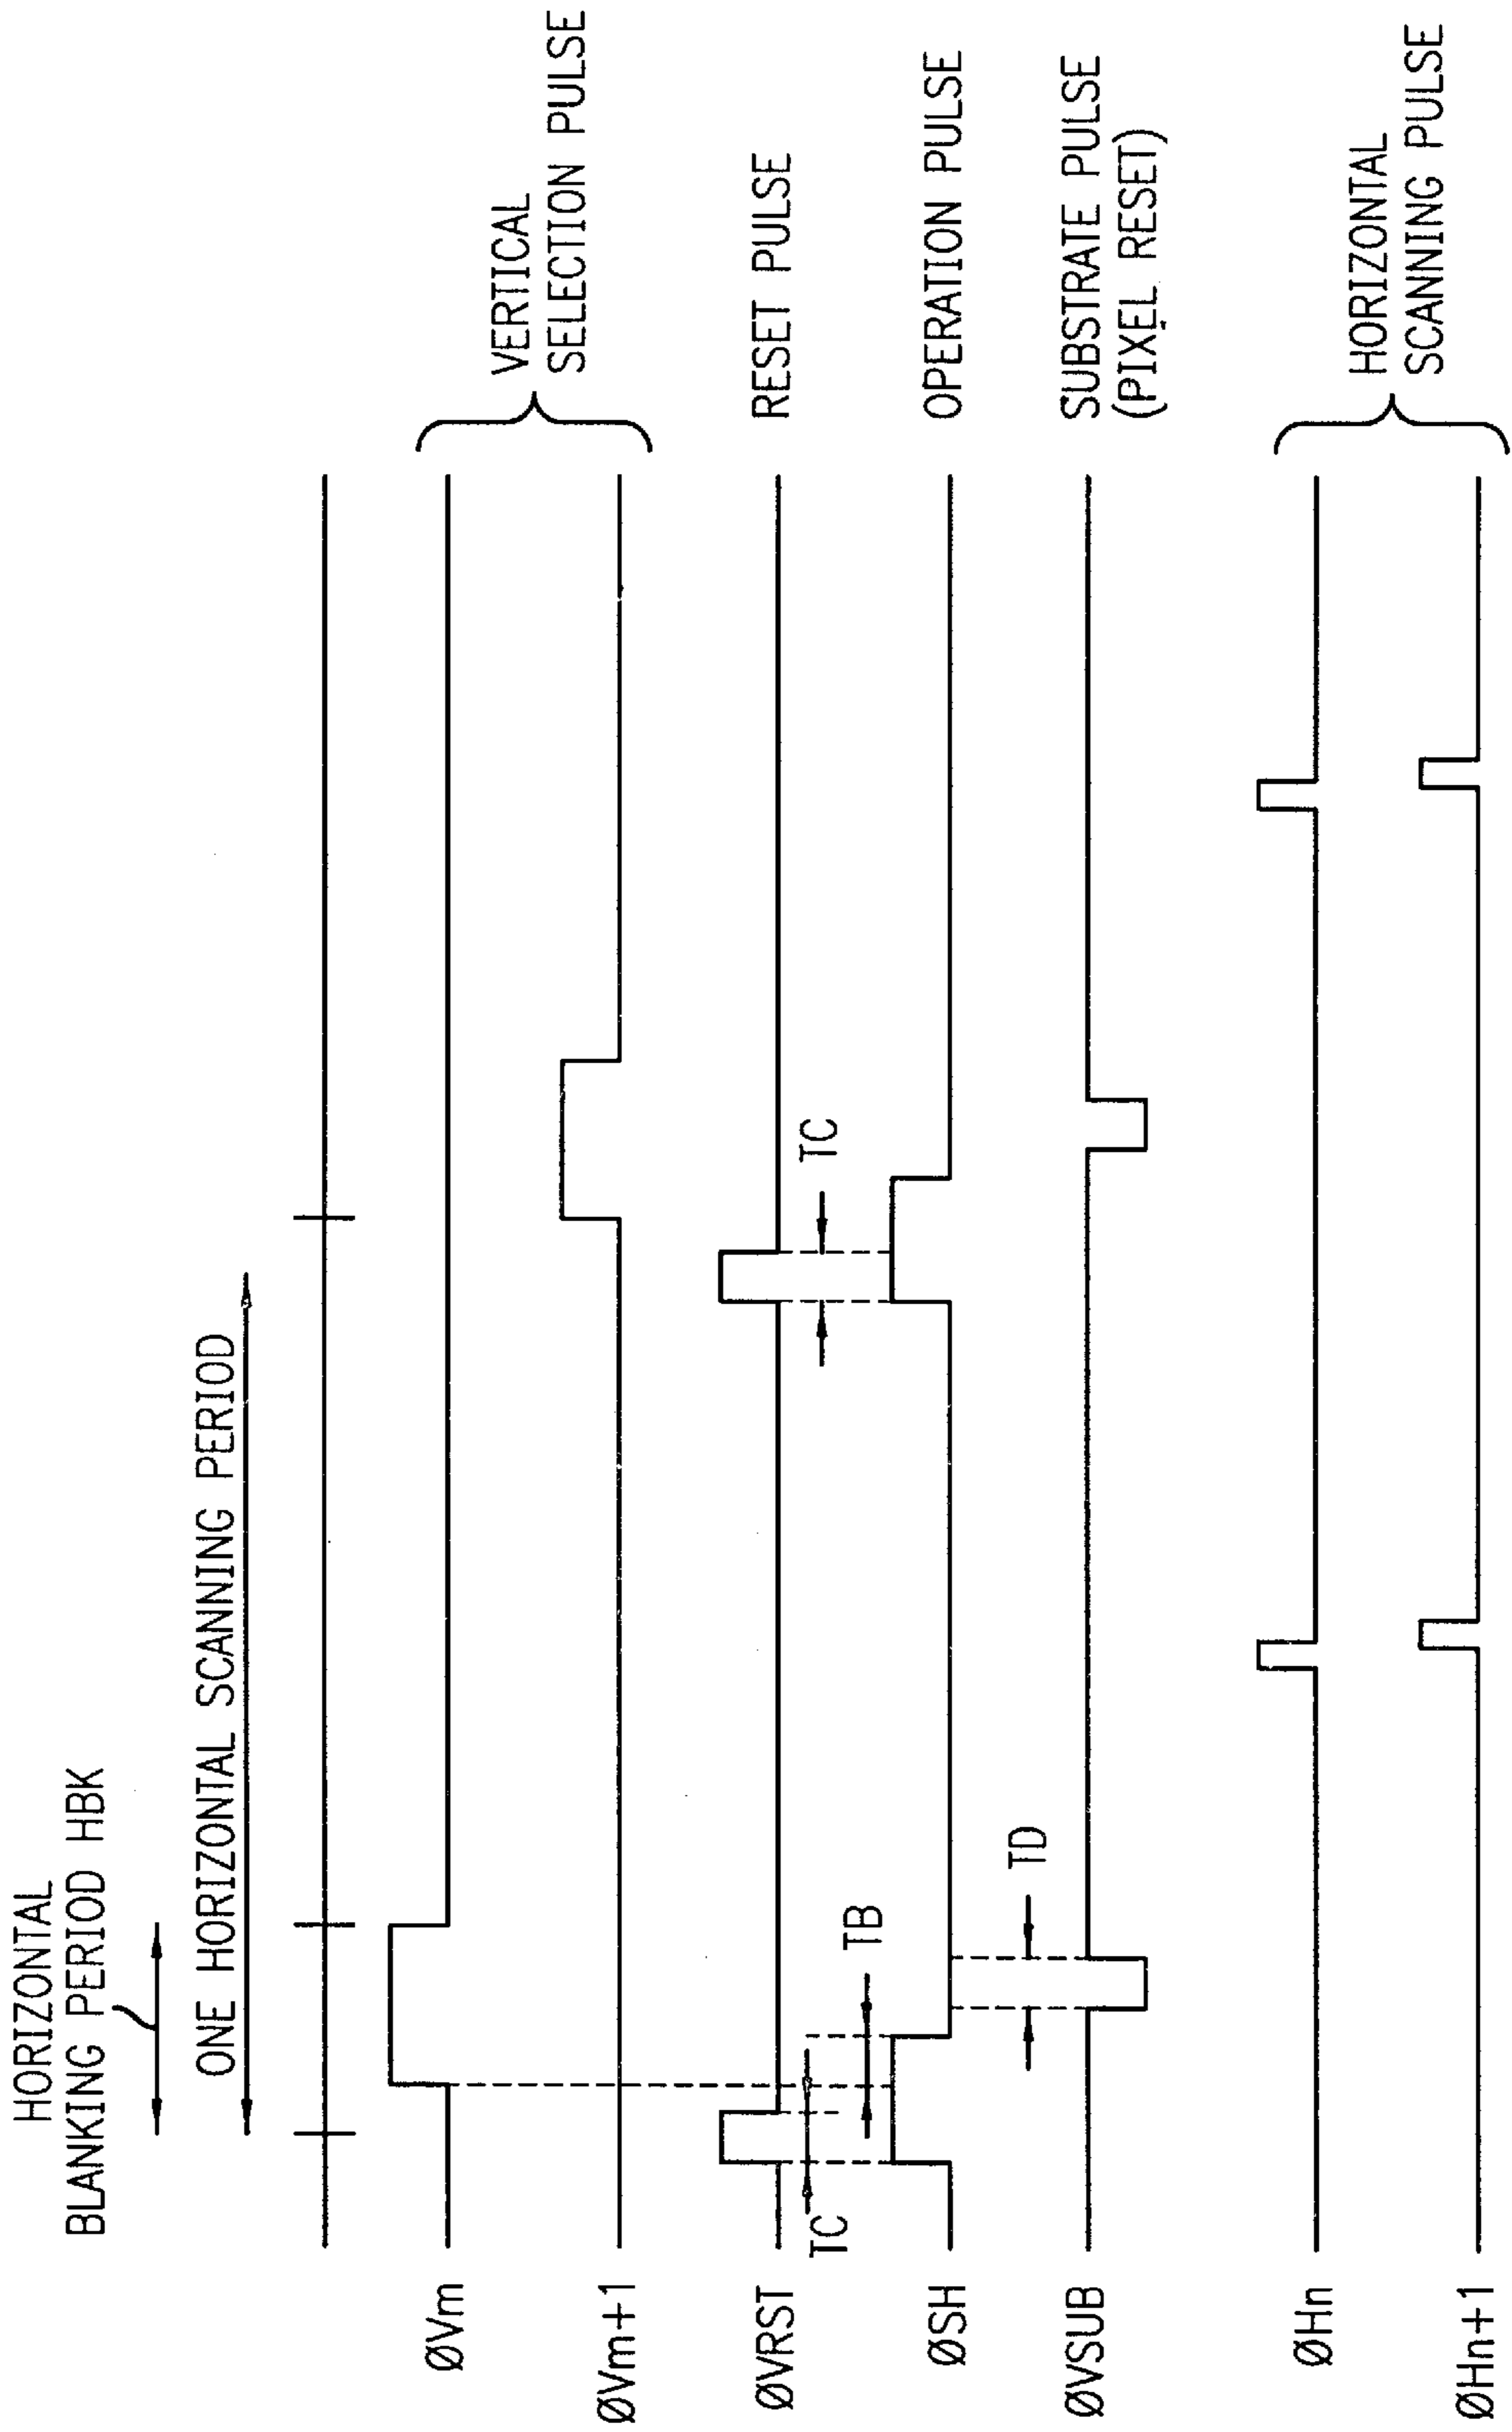 HORIZONTAL
BLANKING PERIOD HBK
ONE HORIZONTAL SCANNING PERIOD
ØVm
VERTICAL
SELECTION PULSE
ØVm+1
ØVRST
RESET PULSE
TC
TC
TB
ØSH
OPERATION PULSE
TD
ØVSUB
SUBSTRATE PULSE
(PIXEL RESET)
ØHn
HORIZONTAL
SCANNING PULSE
ØHn+1